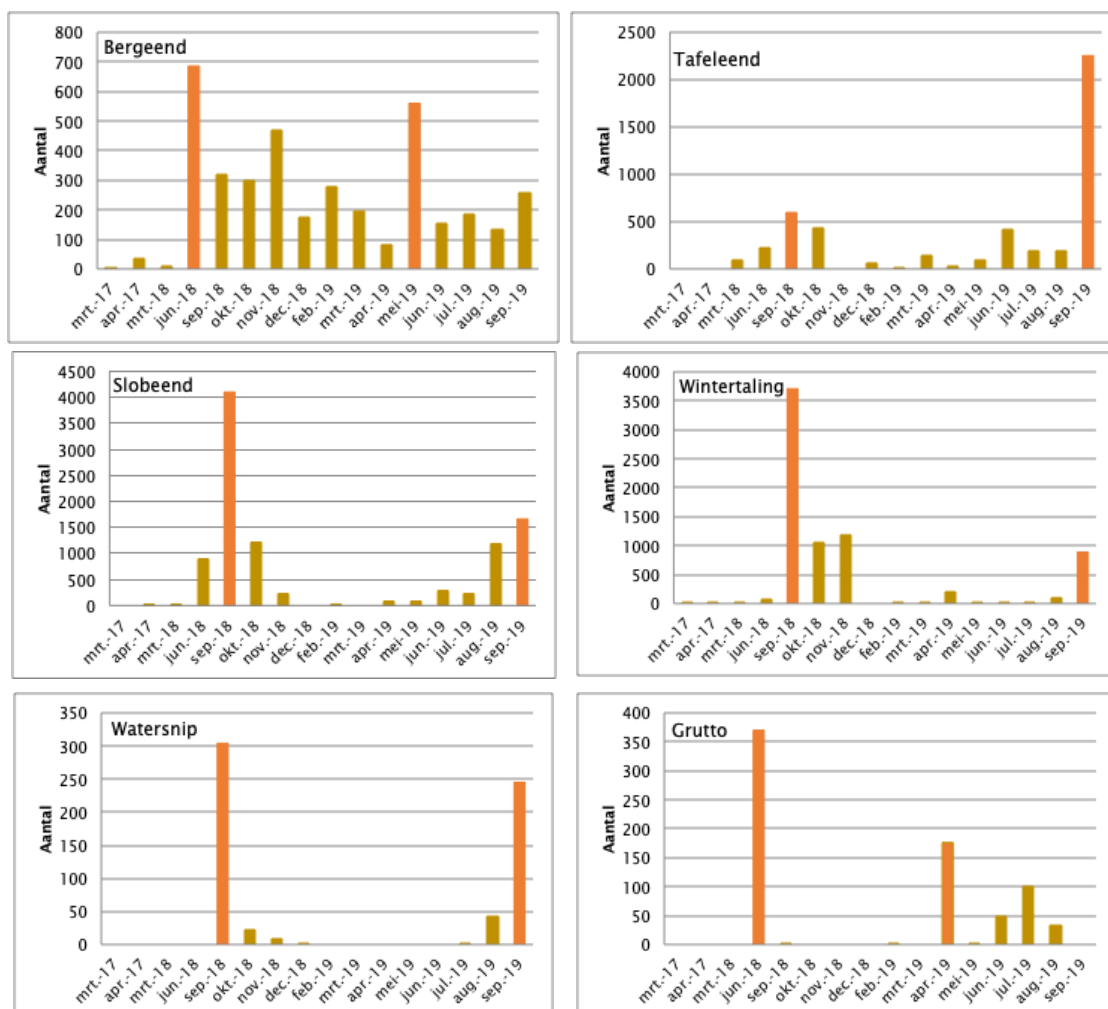 Bergeend
Aantal
800
700
600
500
400
300
200
100
0
mrt.-17 apr.-17 mrt.-18 jun.-18 sep.-18 okt.-18 nov.-18 dec.-18 feb.-19 mrt.-19 apr.-19 mei-19 jun.-19 jul.-19 aug.-19 sep.-19
Tafeleend
Aantal
2500
2000
1500
1000
500
0
mrt.-17 apr.-17 mrt.-18 jun.-18 sep.-18 okt.-18 nov.-18 dec.-18 feb.-19 mrt.-19 apr.-19 mei-19 jun.-19 jul.-19 aug.-19 sep.-19
Slobeend
Aantal
4500
4000
3500
3000
2500
2000
1500
1000
500
0
mrt.-17 apr.-17 mrt.-18 jun.-18 sep.-18 okt.-18 nov.-18 dec.-18 feb.-19 mrt.-19 apr.-19 mei-19 jun.-19 jul.-19 aug.-19 sep.-19
Wintertaling
Aantal
4000
3500
3000
2500
2000
1500
1000
500
0
mrt.-17 apr.-17 mrt.-18 jun.-18 sep.-18 okt.-18 nov.-18 dec.-18 feb.-19 mrt.-19 apr.-19 mei-19 jun.-19 jul.-19 aug.-19 sep.-19
Watersnip
Aantal
350
300
250
200
150
100
50
0
mrt.-17 apr.-17 mrt.-18 jun.-18 sep.-18 okt.-18 nov.-18 dec.-18 feb.-19 mrt.-19 apr.-19 mei-19 jun.-19 jul.-19 aug.-19 sep.-19
Grutto
Aantal
400
350
300
250
200
150
100
50
0
mrt.-17 apr.-17 mrt.-18 jun.-18 sep.-18 okt.-18 nov.-18 dec.-18 feb.-19 mrt.-19 apr.-19 mei-19 jun.-19 jul.-19 aug.-19 sep.-19